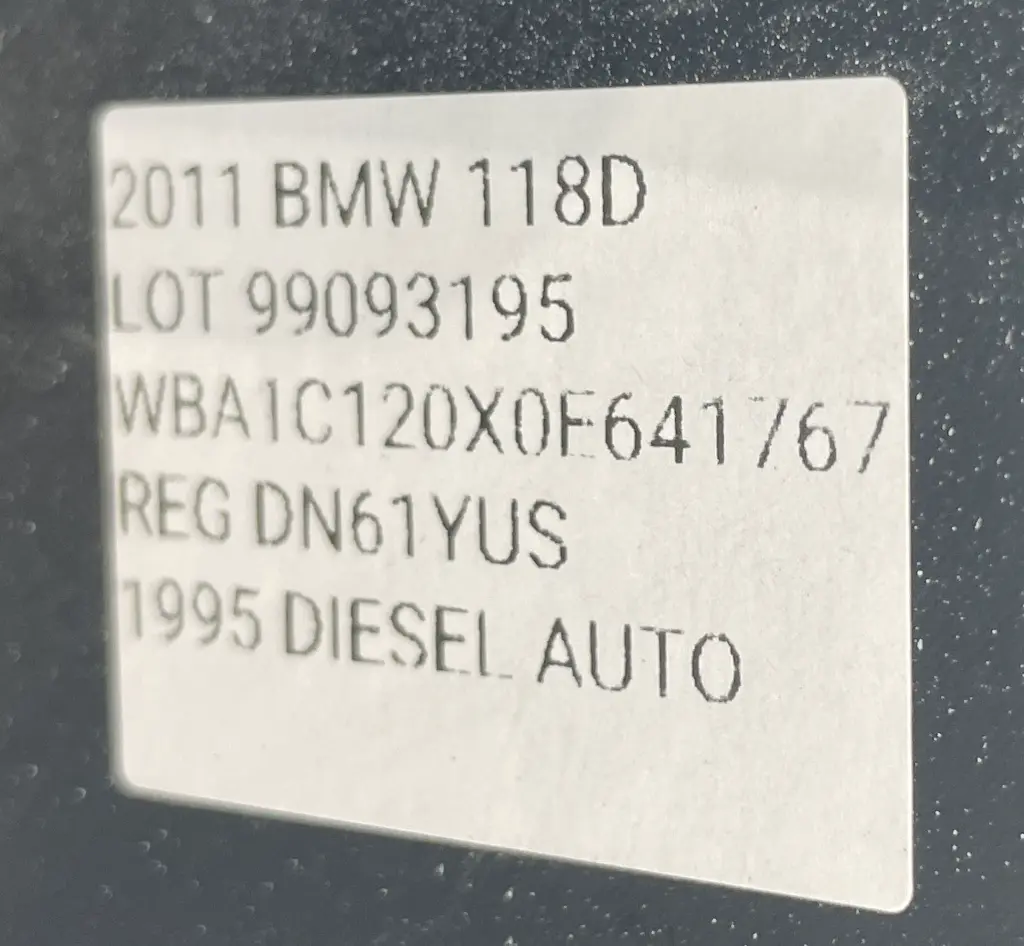 2011 BMW 118D
LOT 99093195
WBA1C120X0E641767
REG DN61YUS
1995 DIESEL AUTO